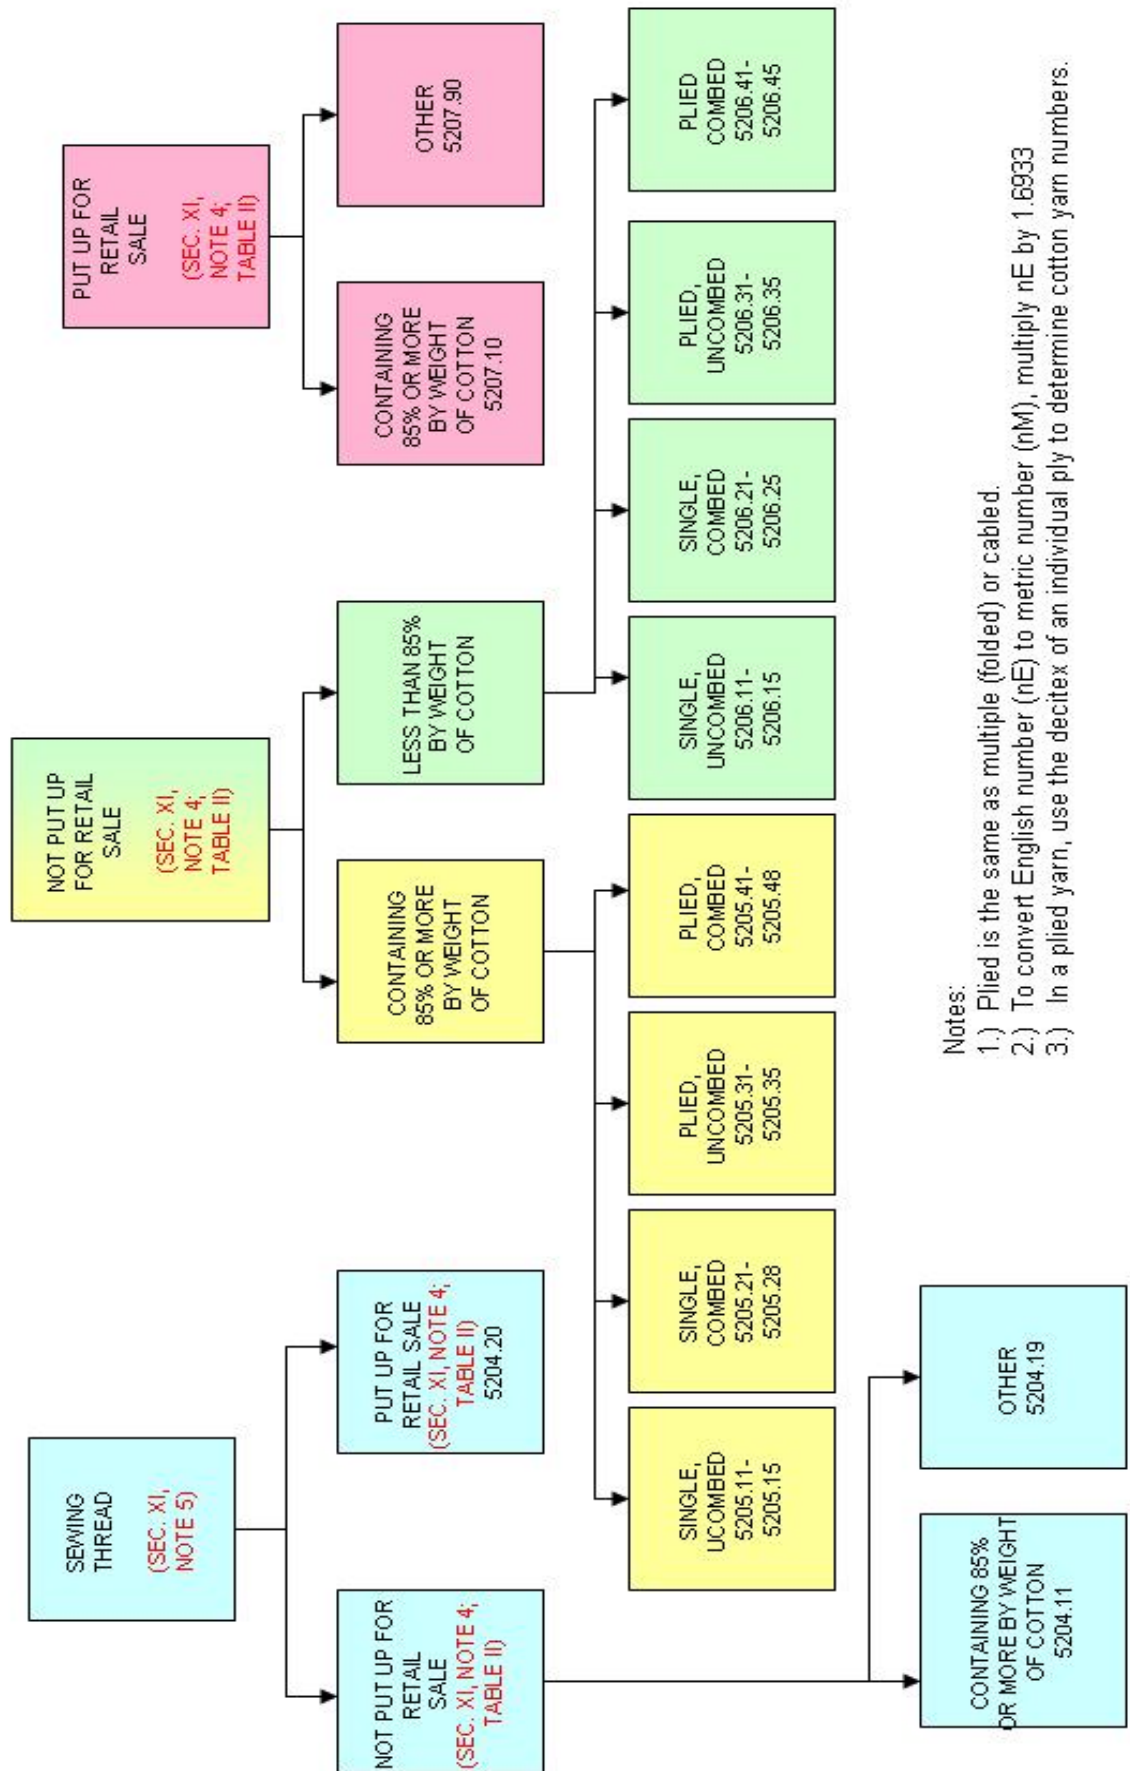 SEWING
THREAD
(SEC. XI,
NOTE 5)
NOT PUT UP
FOR RETAIL
SALE
(SEC. XI,
NOTE 4;
TABLE II)
PUT UP FOR
RETAIL
SALE
(SEC. XI,
NOTE 4;
TABLE II)
NOT PUT UP FOR
RETAIL
SALE
(SEC. XI, NOTE 4;
TABLE II)
PUT UP FOR
RETAIL SALE
(SEC. XI, NOTE 4;
TABLE II)
5204.20
CONTAINING
85% OR MORE
BY WEIGHT
OF COTTON
LESS THAN 85%
BY WEIGHT
OF COTTON
CONTAINING
85% OR MORE
BY WEIGHT
OF COTTON
5207.10
OTHER
5207.90
SINGLE,
UCOMBED
5205.11-
5205.15
SINGLE,
COMBED
5205.21-
5205.28
PLIED,
UNCOMBED
5205.31-
5205.35
PLIED,
COMBED
5205.41-
5205.48
SINGLE,
UNCOMBED
5206.11-
5206.15
SINGLE,
COMBED
5206.21-
5206.25
PLIED,
UNCOMBED
5206.31-
5206.35
PLIED
COMBED
5206.41-
5206.45
CONTAINING 85%
OR MORE BY WEIGHT
OF COTTON
5204.11
OTHER
5204.19
Notes:
1.) Plied is the same as multiple (folded) or cabled.
2.) To convert English number (nE) to metric number (nM), multiply nE by 1.6933
3.) In a plied yarn, use the decitex of an individual ply to determine cotton yarn numbers.